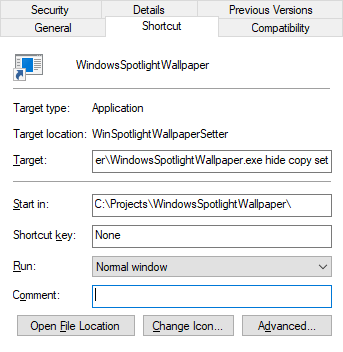 Security Details Previous Versions
General Shortcut Compatibility
WindowsSpotlightWallpaper
Target type: Application
Target location: WinSpotlightWallpaperSetter
Target: er\WindowsSpotlightWallpaper.exe hide copy set
Start in: C:\Projects\WindowsSpotlightWallpaper\
Shortcut key: None
Run: Normal window
Comment:
Open File Location Change Icon... Advanced...